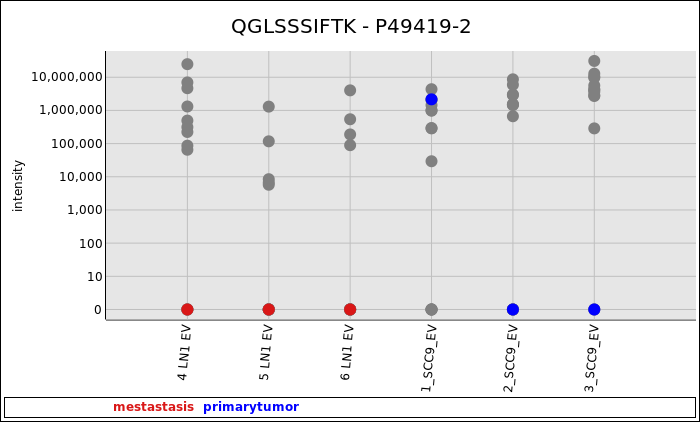 QGLSSSIFTK - P49419-2
intensity
10,000,000
1,000,000
100,000
10,000
1,000
100
10
0
4 LN1 EV
5 LN1 EV
6 LN1 EV
1_SCC9_EV
2_SCC9_EV
3_SCC9_EV
mestastasis primarytumor